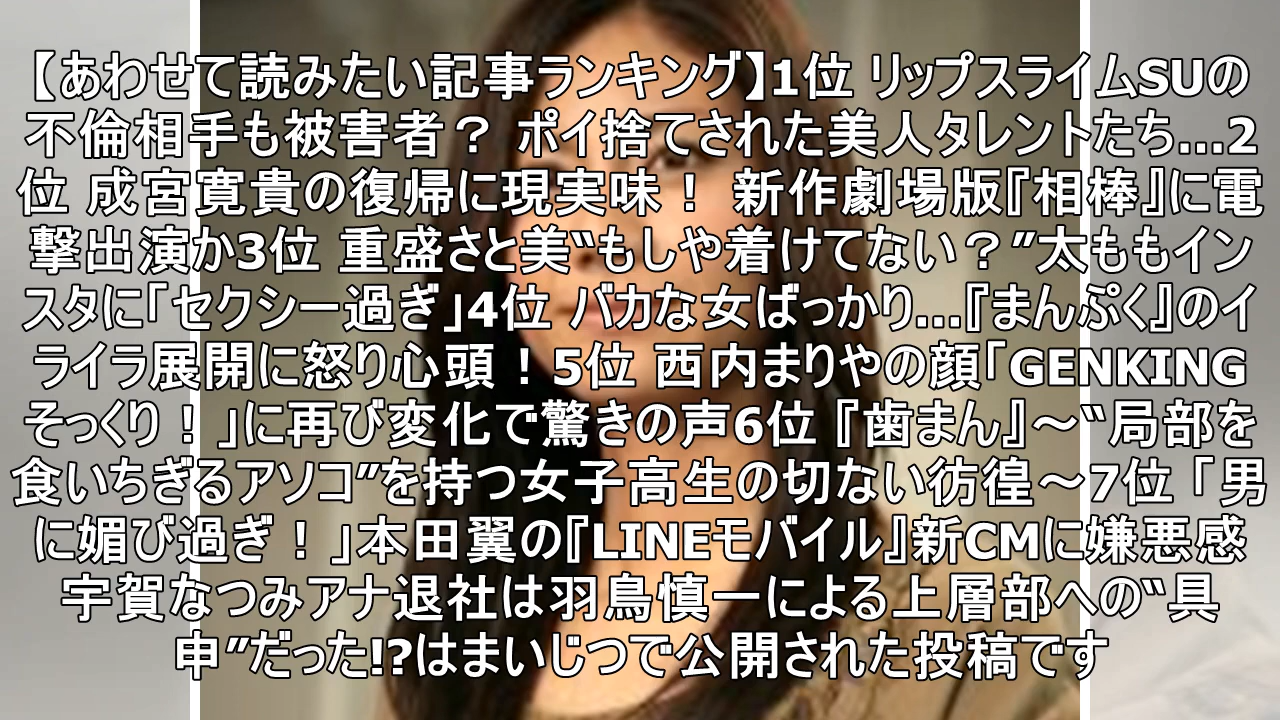 【あわせて読みたい記事ランキング】1位 リップスライムSUの
不倫相手も被害者？ ポイ捨てされた美人タレントたち…2
位 成宮寛貴の復帰に現実味！ 新作劇場版『相棒』に電
撃出演か3位 重盛さと美“もしや着けてない？”太ももイン
スタに「セクシー過ぎ」4位 バカな女ばっかり…『まんぷく』のイ
ライラ展開に怒り心頭！5位 西内まりやの顔「GENKING
そっくり！」に再び変化で驚きの声6位 『歯まん』～“局部を
食いちぎるアソコ”を持つ女子高生の切ない彷徨～7位 「男
に媚び過ぎ！」本田翼の『LINEモバイル』新CMに嫌悪感
宇賀なつみアナ退社は羽鳥慎一による上層部への“具
申”だった!?はまいじつで公開された投稿です